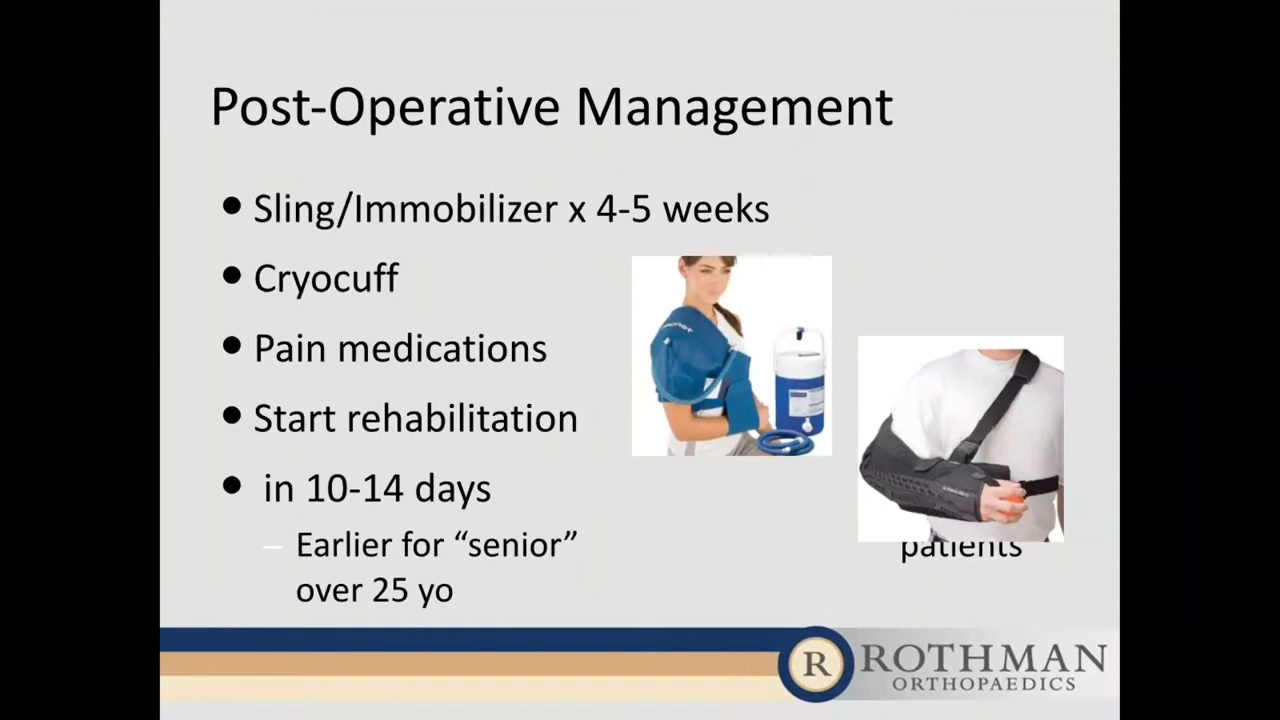 Post-Operative Management
• Sling/Immobilizer x 4-5 weeks
• Cryocuff
• Pain medications
• Start rehabilitation
• in 10-14 days
– Earlier for “senior” patients
over 25 yo
R ROTHMAN
ORTHOPAEDICS